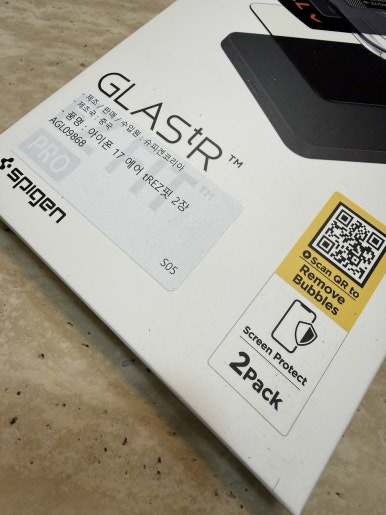 GLAStR™
· 제조 / 판매 / 수입원 : 슈피겐코리아
· 제조국 : 중국
· 품명 : 아이폰 17 에어 tREZ핏 2장
AGL09868
PRO
spigen
S05
Scan QR to
Remove
Bubbles
Screen Protect
2Pack